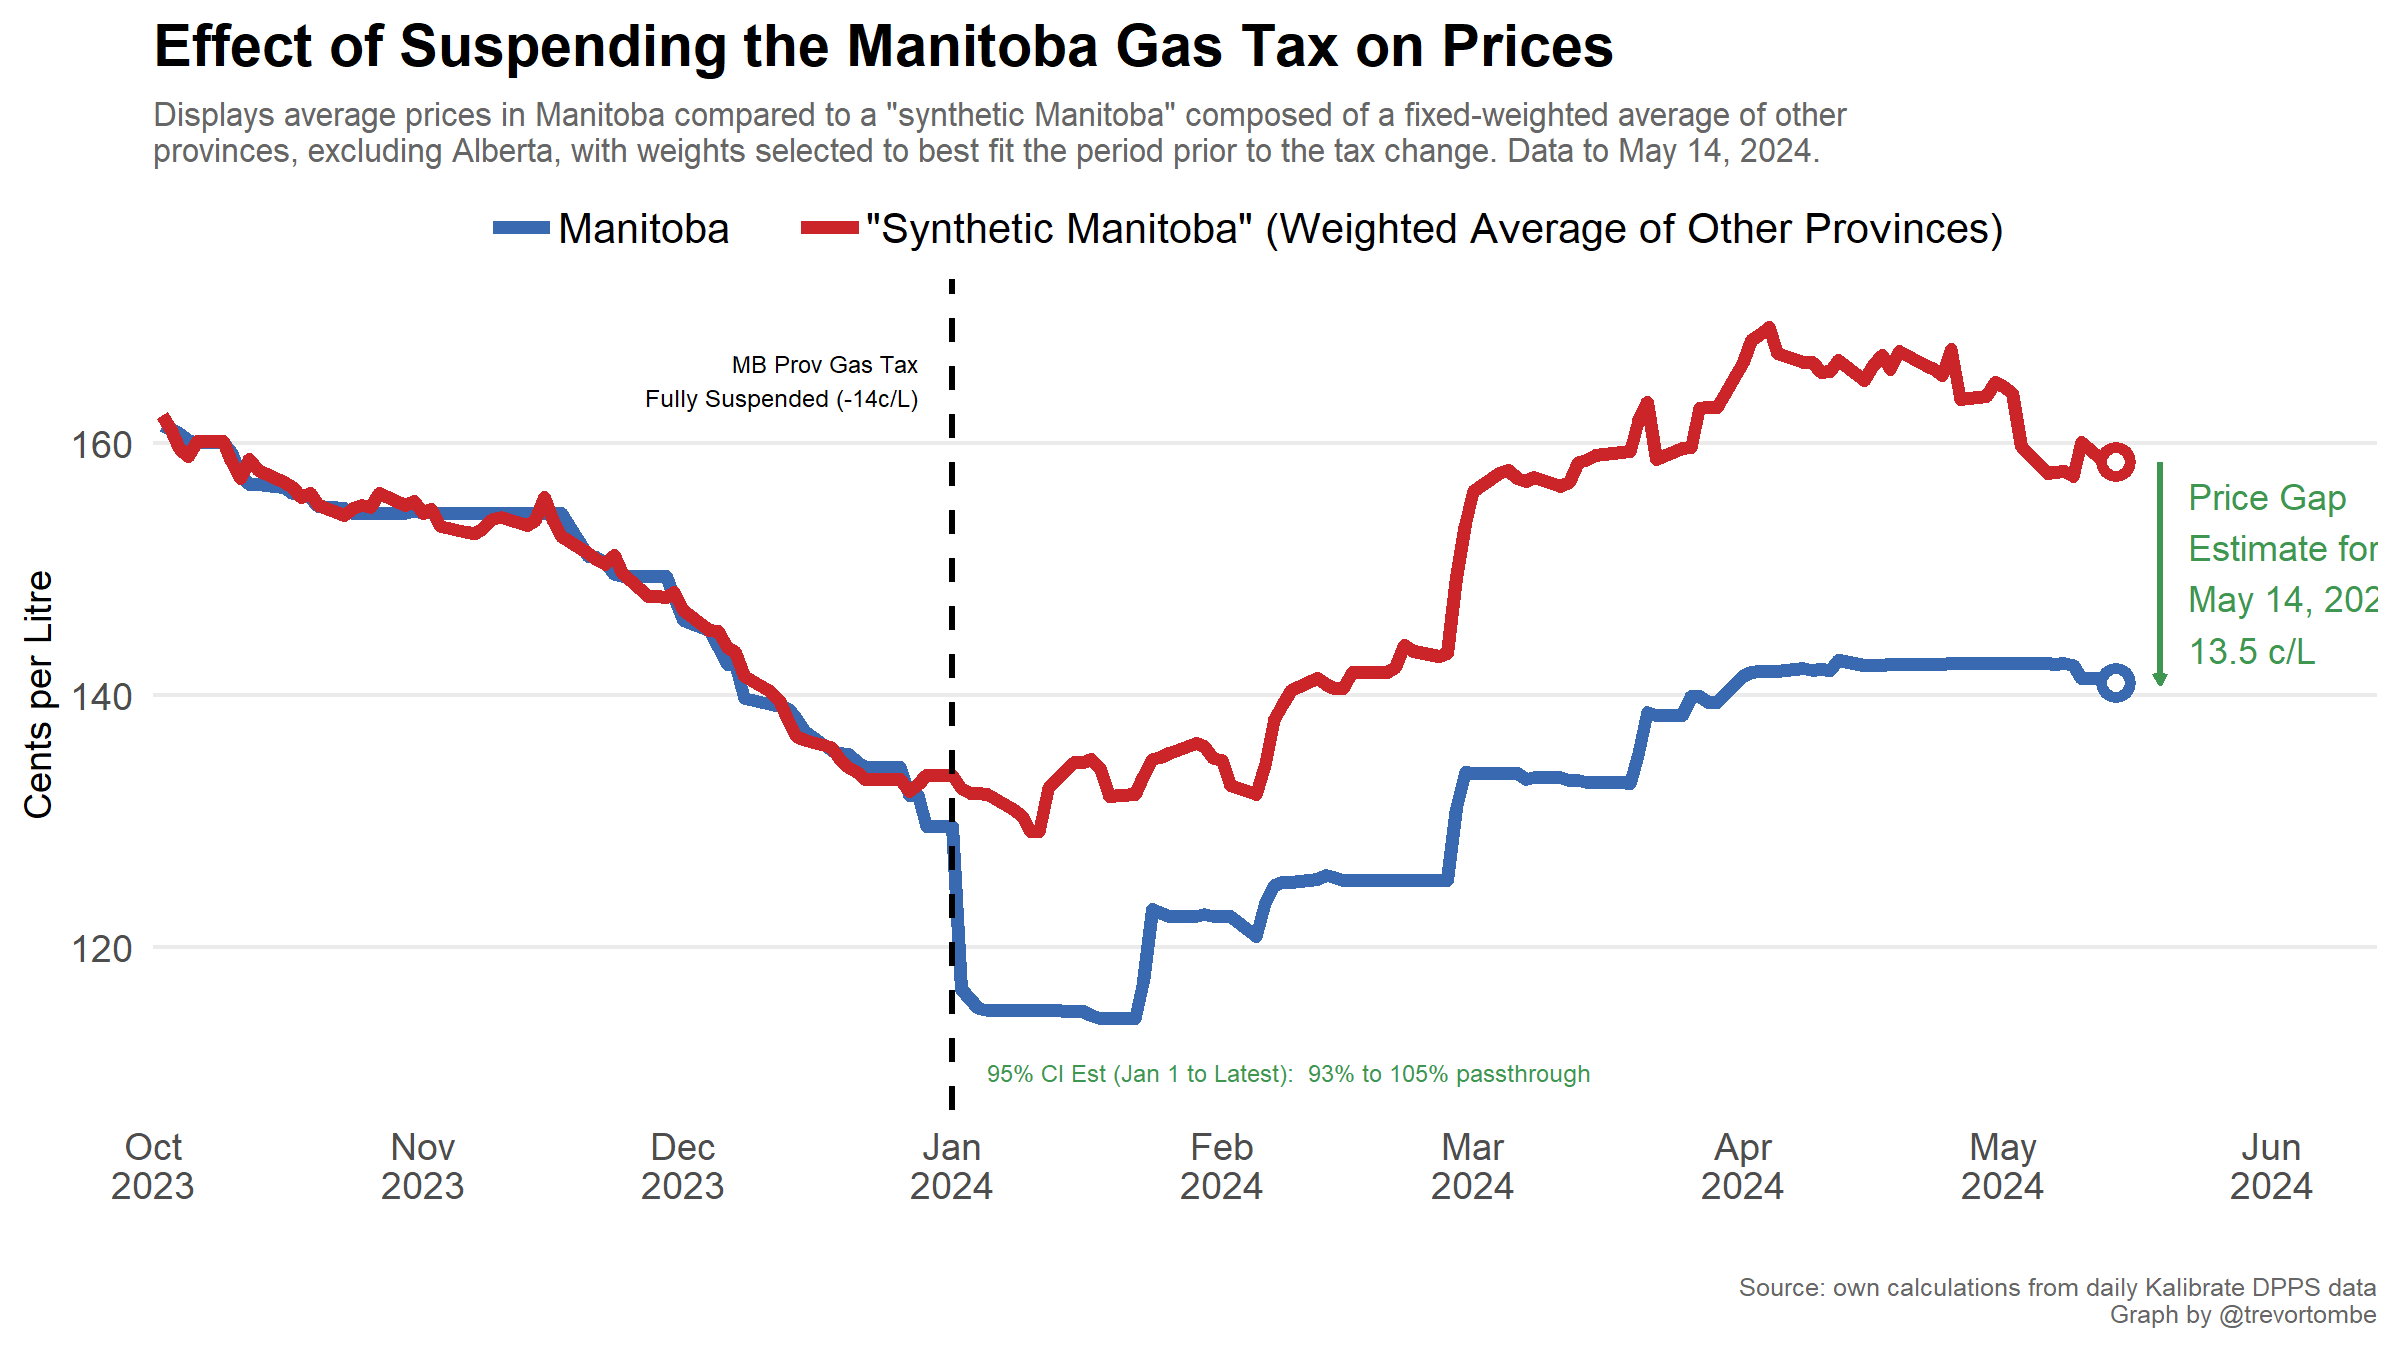 Effect of Suspending the Manitoba Gas Tax on Prices
Displays average prices in Manitoba compared to a "synthetic Manitoba" composed of a fixed-weighted average of other
provinces, excluding Alberta, with weights selected to best fit the period prior to the tax change. Data to May 14, 2024.
Manitoba
"Synthetic Manitoba" (Weighted Average of Other Provinces)
MB Prov Gas Tax
Fully Suspended (-14c/L)
160
140
120
Cents per Litre
Price Gap
Estimate for
May 14, 202
13.5 c/L
95% CI Est (Jan 1 to Latest):  93% to 105% passthrough
Oct Nov Dec Jan Feb Mar Apr May Jun
2023 2023 2023 2024 2024 2024 2024 2024 2024
Source: own calculations from daily Kalibrate DPPS data
Graph by @trevortombe